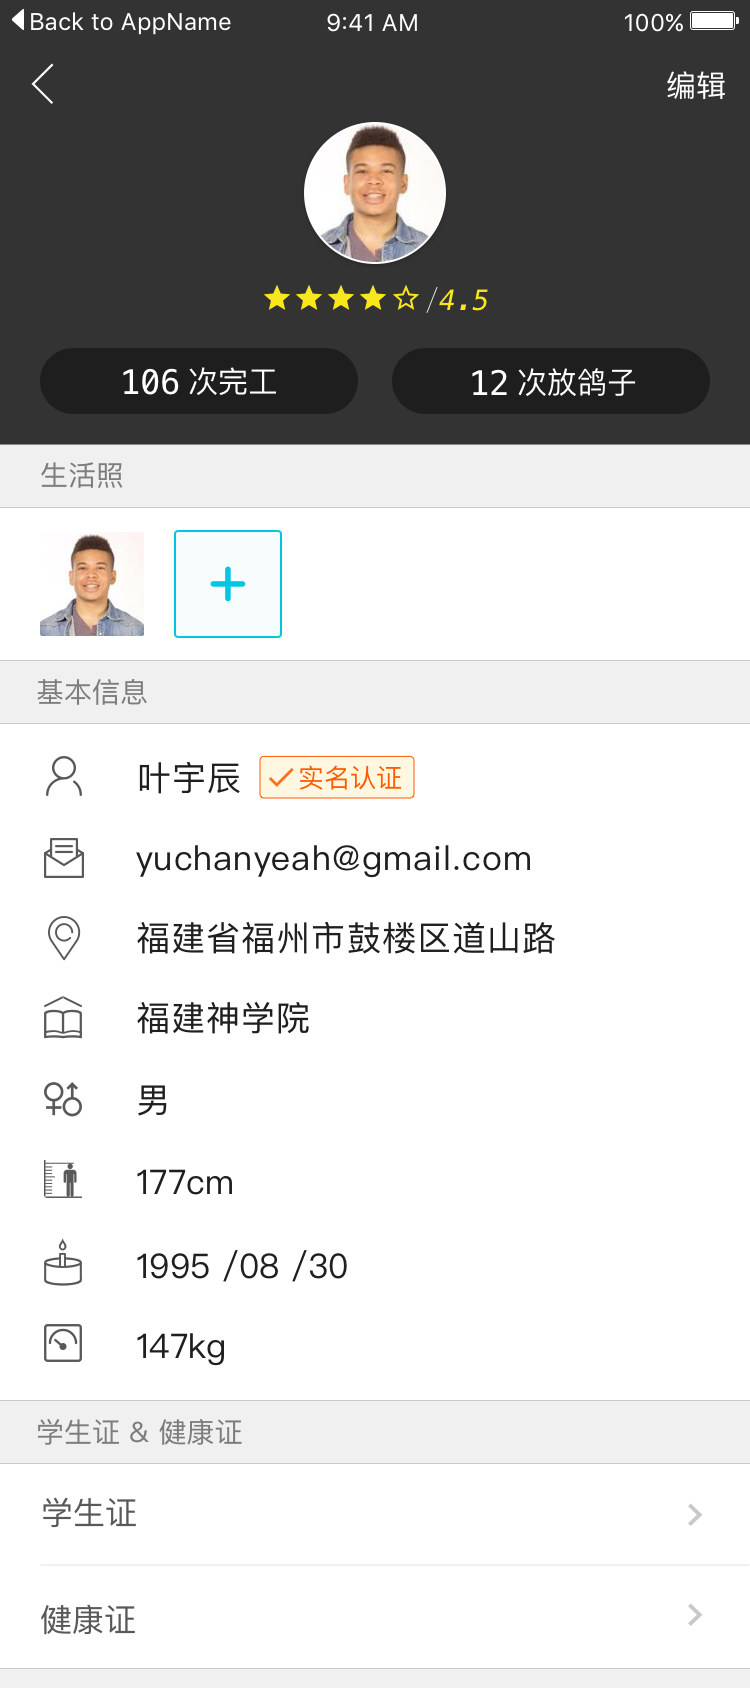 Back to AppName 9:41 AM 100%
编辑
/4.5
106 次完工 12 次放鸽子
生活照
基本信息
叶宇辰 实名认证
yuchanyeah@gmail.com
福建省福州市鼓楼区道山路
福建神学院
男
177cm
1995 /08 /30
147kg
学生证 & 健康证
学生证
健康证